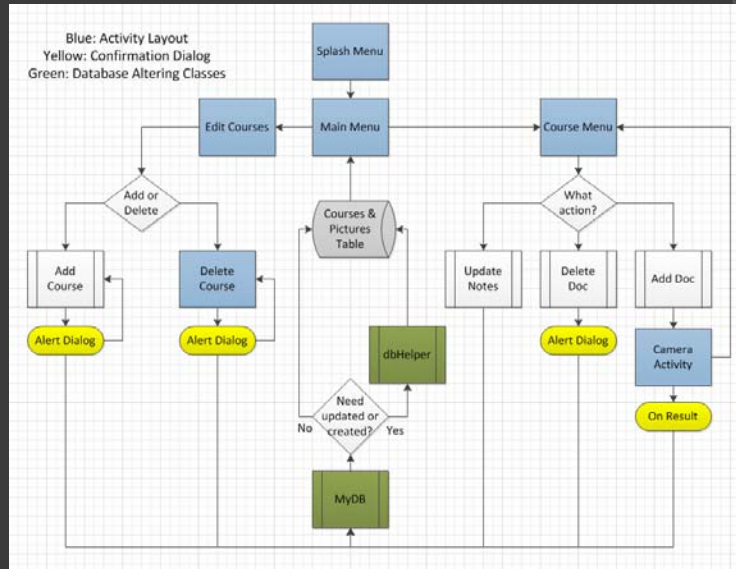 Blue: Activity Layout
Yellow: Confirmation Dialog
Green: Database Altering Classes
Splash Menu
Edit Courses
Main Menu
Course Menu
Add or
Delete
What
action?
Courses &
Pictures
Table
Add
Course
Delete
Course
Update
Notes
Delete
Doc
Add Doc
Alert Dialog
Alert Dialog
dbHelper
Alert Dialog
Camera
Activity
Need
updated or
created?
No
Yes
On Result
MyDB